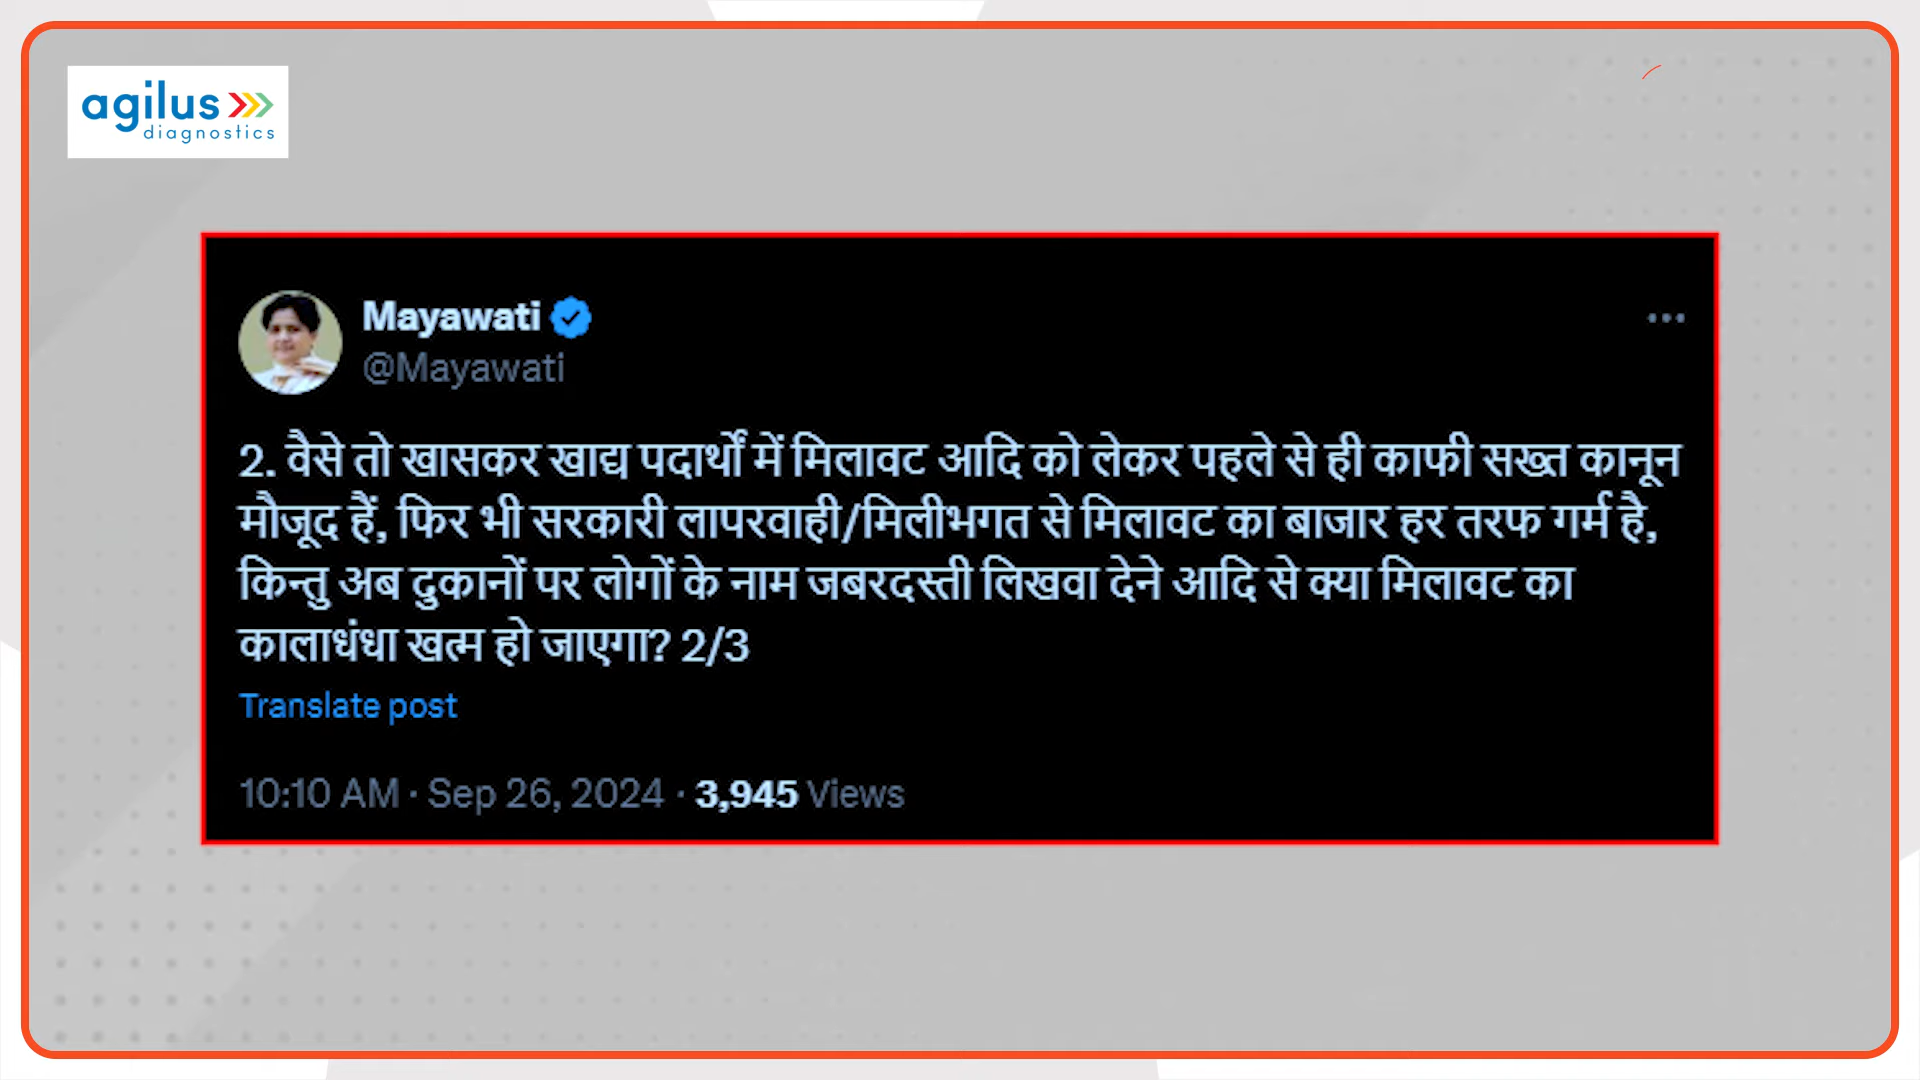 agilus
diagnostics
Mayawati
@Mayawati
2. वैसे तो खासकर खाद्य पदार्थों में मिलावट आदि को लेकर पहले से ही काफी सख्त कानून
मौजूद हैं, फिर भी सरकारी लापरवाही/मिलीभगत से मिलावट का बाजार हर तरफ गर्म है,
किन्तु अब दुकानों पर लोगों के नाम जबरदस्ती लिखवा देने आदि से क्या मिलावट का
कालाधंधा खत्म हो जाएगा? 2/3
Translate post
10:10 AM · Sep 26, 2024 · 3,945 Views